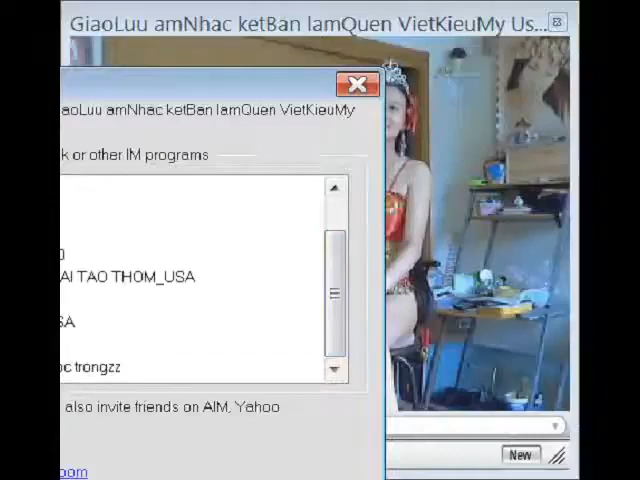 GiaoLuu amNhac ketBan lamQuen VietKieuMy Us...
aoLuu amNhac ketBan lamQuen VietKieuMy
k or other IM programs
AI TAO THOM_USA
SA
oc trongzz
also invite friends on AIM, Yahoo
oom
New